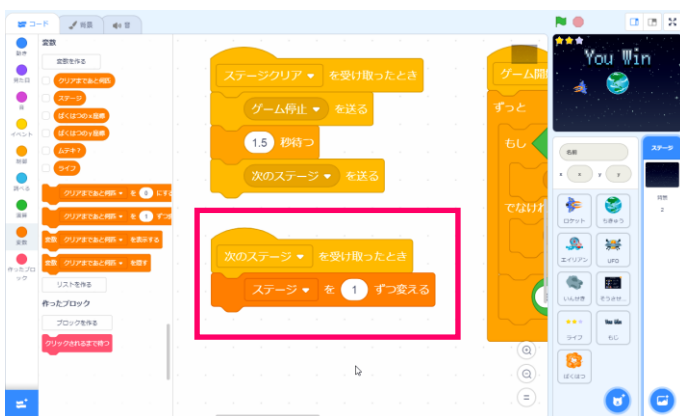 コード
背景
音
変数
動き
見た目
音
イベント
制御
調べる
演算
変数
作ったブロック
変数を作る
クリアまであと何匹
ステージ
ばくはつのx座標
ばくはつのy座標
ムテキ?
ライフ
クリアまであと何匹 を 0 にす
クリアまであと何匹 を 1 ずつ
変数 クリアまであと何匹 を表示する
変数 クリアまであと何匹 を隠す
リストを作る
作ったブロック
ブロックを作る
クリックされるまで待つ
ステージクリア を受け取ったとき
ゲーム停止 を送る
1.5 秒待つ
次のステージ を送る
次のステージ を受け取ったとき
ステージ を 1 ずつ変える
ゲーム開
ずっと
もし
でなけれ
You Win
名前
x x y y
ロケット
ちきゅう
エイリアン
UFO
いんせき
そうさせ...
ライフ
もじ
ばくはつ
ステージ
背景
2